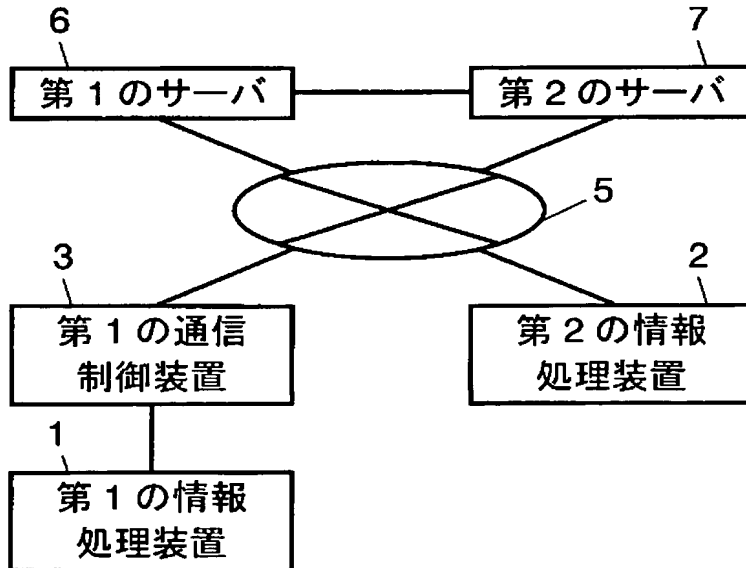 6
7
第1のサーバ
第2のサーバ
5
3
2
第1の通信
制御装置
第2の情報
処理装置
1
第1の情報
処理装置